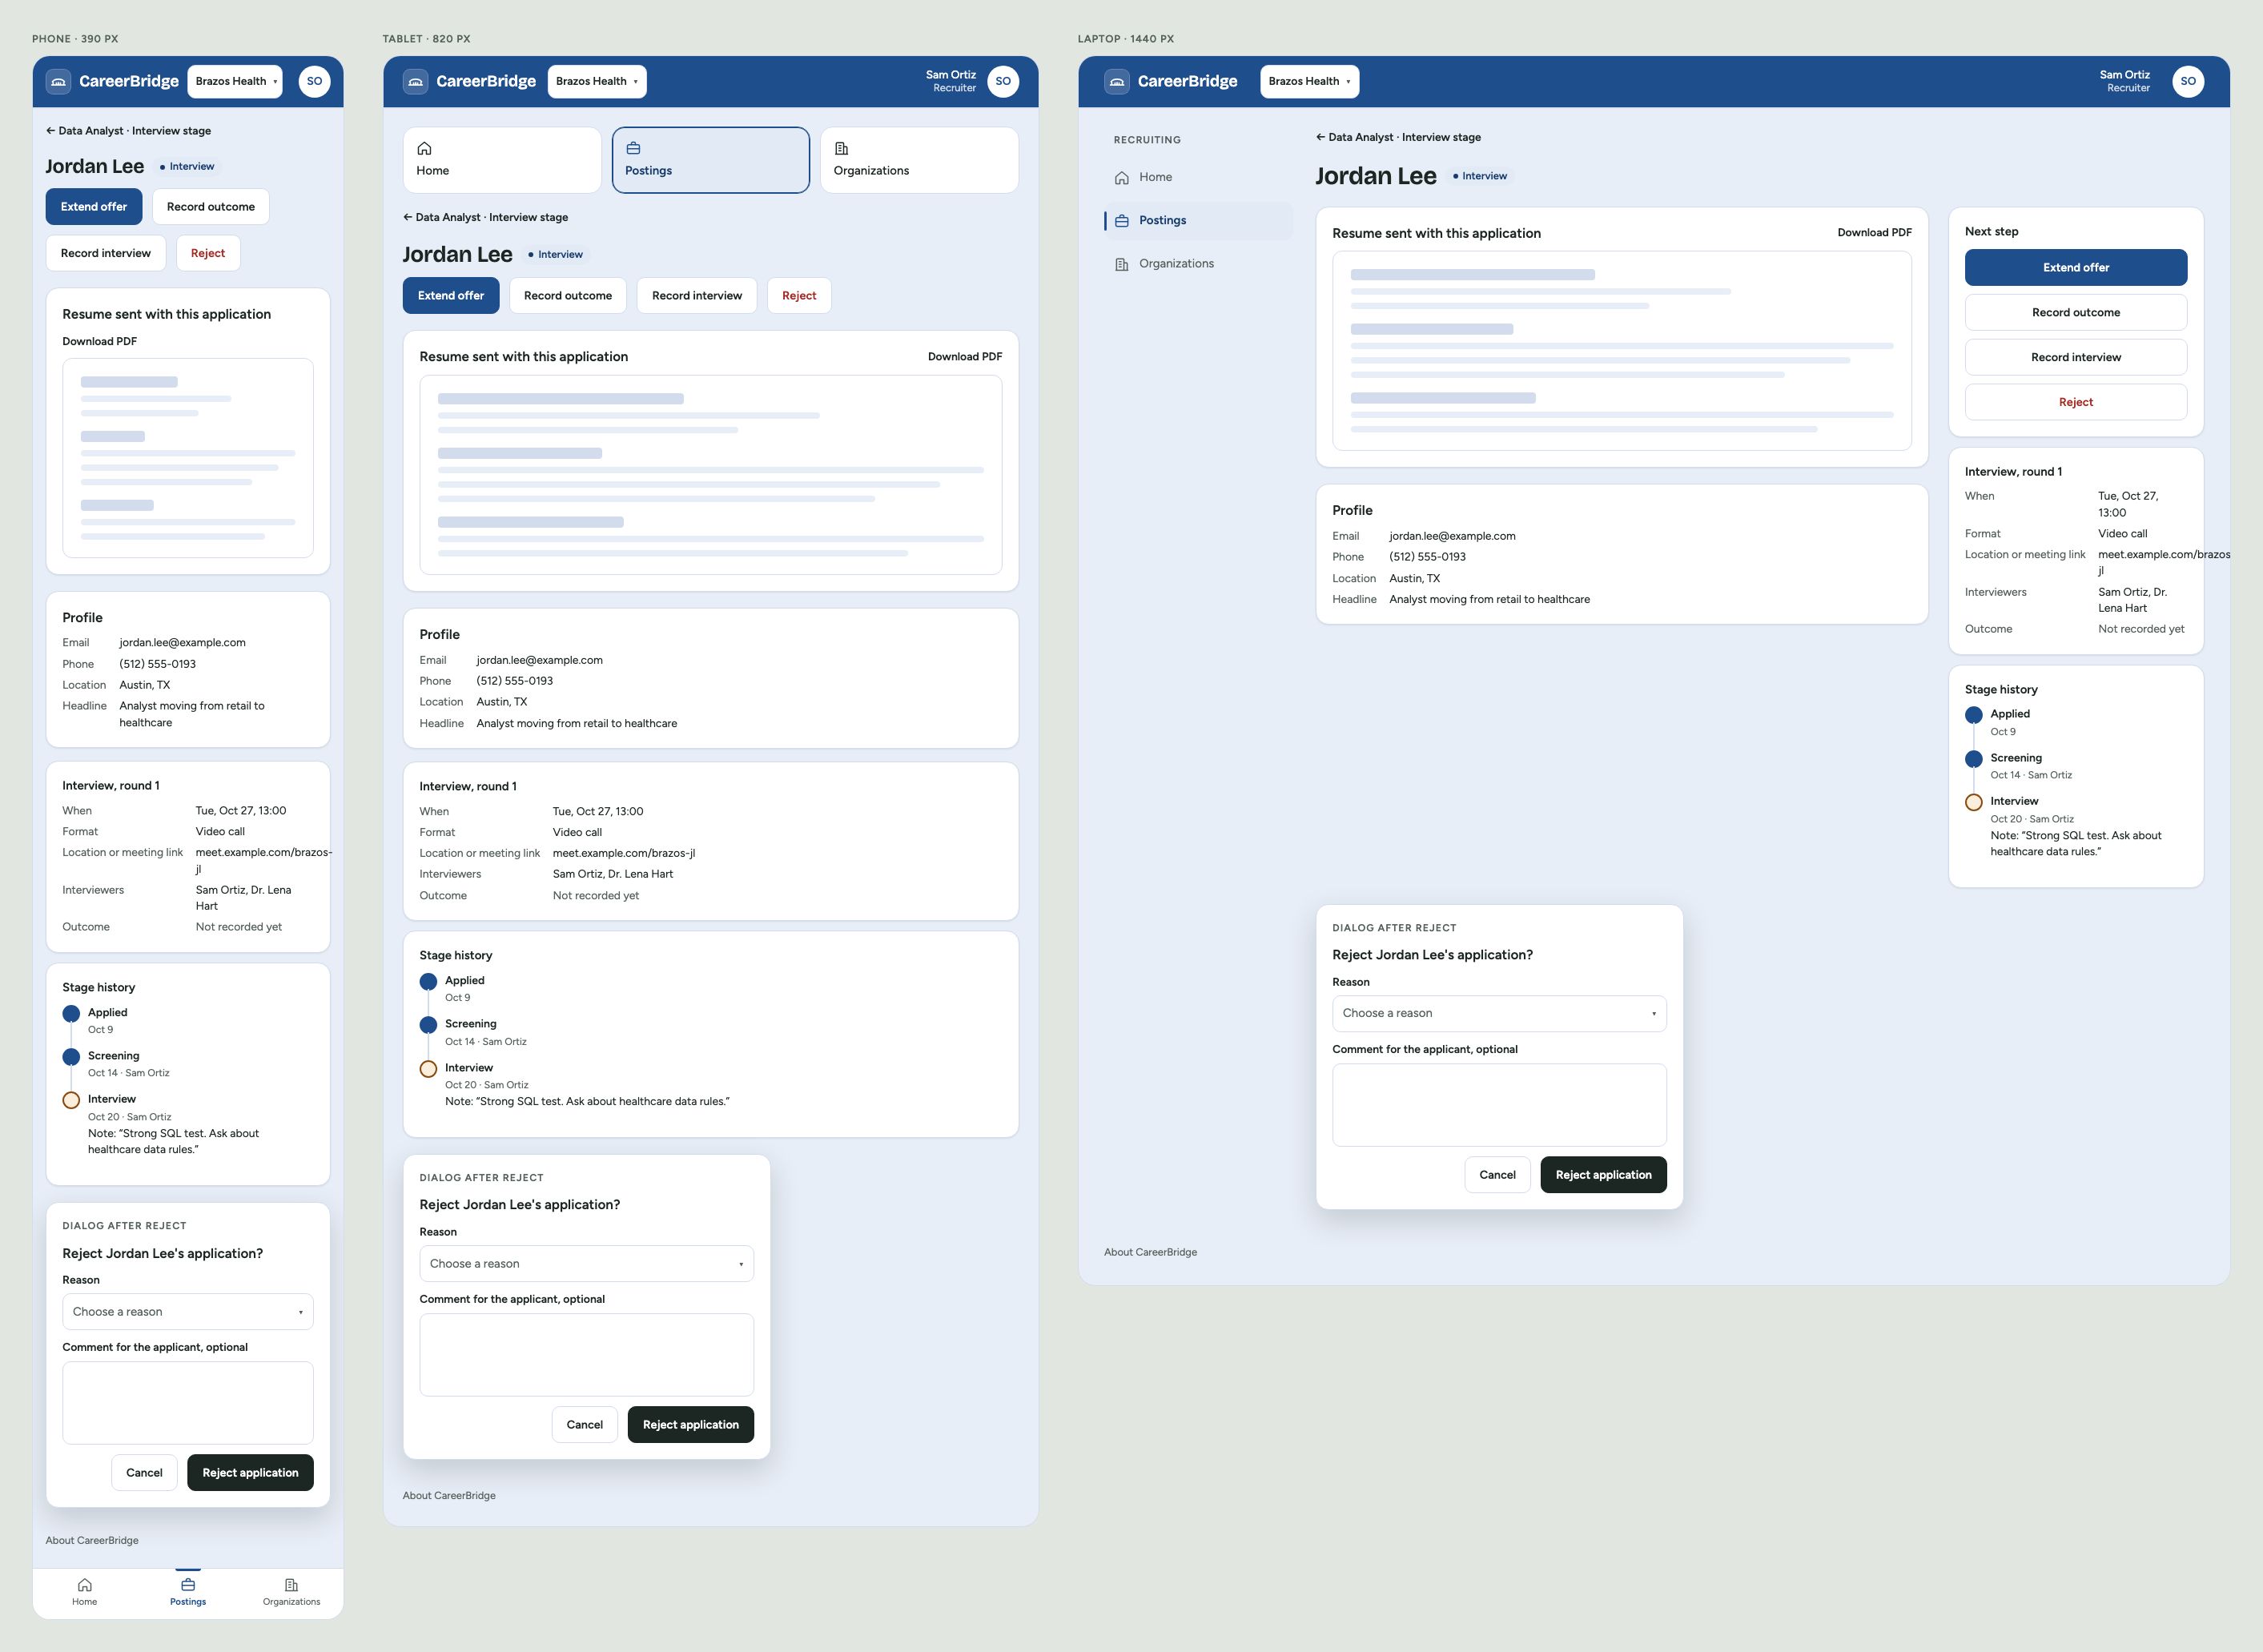 PHONE · 390 PX
CareerBridge
Brazos Health
SO
← Data Analyst · Interview stage
Jordan Lee
Interview
Extend offer
Record outcome
Record interview
Reject
Resume sent with this application
Download PDF
Profile
Email jordan.lee@example.com
Phone (512) 555-0193
Location Austin, TX
Headline Analyst moving from retail to
healthcare
Interview, round 1
When Tue, Oct 27, 13:00
Format Video call
Location or meeting link meet.example.com/brazos-
jl
Interviewers Sam Ortiz, Dr. Lena
Hart
Outcome Not recorded yet
Stage history
Applied
Oct 9
Screening
Oct 14 · Sam Ortiz
Interview
Oct 20 · Sam Ortiz
Note: “Strong SQL test. Ask about
healthcare data rules.”
DIALOG AFTER REJECT
Reject Jordan Lee's application?
Reason
Choose a reason
Comment for the applicant, optional
Cancel
Reject application
About CareerBridge
Home
Postings
Organizations
TABLET · 820 PX
CareerBridge
Brazos Health
Sam Ortiz
Recruiter
SO
Home
Postings
Organizations
← Data Analyst · Interview stage
Jordan Lee
Interview
Extend offer
Record outcome
Record interview
Reject
Resume sent with this application
Download PDF
Profile
Email jordan.lee@example.com
Phone (512) 555-0193
Location Austin, TX
Headline Analyst moving from retail to healthcare
Interview, round 1
When Tue, Oct 27, 13:00
Format Video call
Location or meeting link meet.example.com/brazos-jl
Interviewers Sam Ortiz, Dr. Lena Hart
Outcome Not recorded yet
Stage history
Applied
Oct 9
Screening
Oct 14 · Sam Ortiz
Interview
Oct 20 · Sam Ortiz
Note: “Strong SQL test. Ask about healthcare data rules.”
DIALOG AFTER REJECT
Reject Jordan Lee's application?
Reason
Choose a reason
Comment for the applicant, optional
Cancel
Reject application
About CareerBridge
LAPTOP · 1440 PX
CareerBridge
Brazos Health
Sam Ortiz
Recruiter
SO
RECRUITING
Home
Postings
Organizations
← Data Analyst · Interview stage
Jordan Lee
Interview
Resume sent with this application
Download PDF
Profile
Email jordan.lee@example.com
Phone (512) 555-0193
Location Austin, TX
Headline Analyst moving from retail to healthcare
Next step
Extend offer
Record outcome
Record interview
Reject
Interview, round 1
When Tue, Oct 27,
13:00
Format Video call
Location or meeting link meet.example.com/brazos
jl
Interviewers Sam Ortiz, Dr.
Lena Hart
Outcome Not recorded yet
Stage history
Applied
Oct 9
Screening
Oct 14 · Sam Ortiz
Interview
Oct 20 · Sam Ortiz
Note: “Strong SQL test. Ask about
healthcare data rules.”
DIALOG AFTER REJECT
Reject Jordan Lee's application?
Reason
Choose a reason
Comment for the applicant, optional
Cancel
Reject application
About CareerBridge